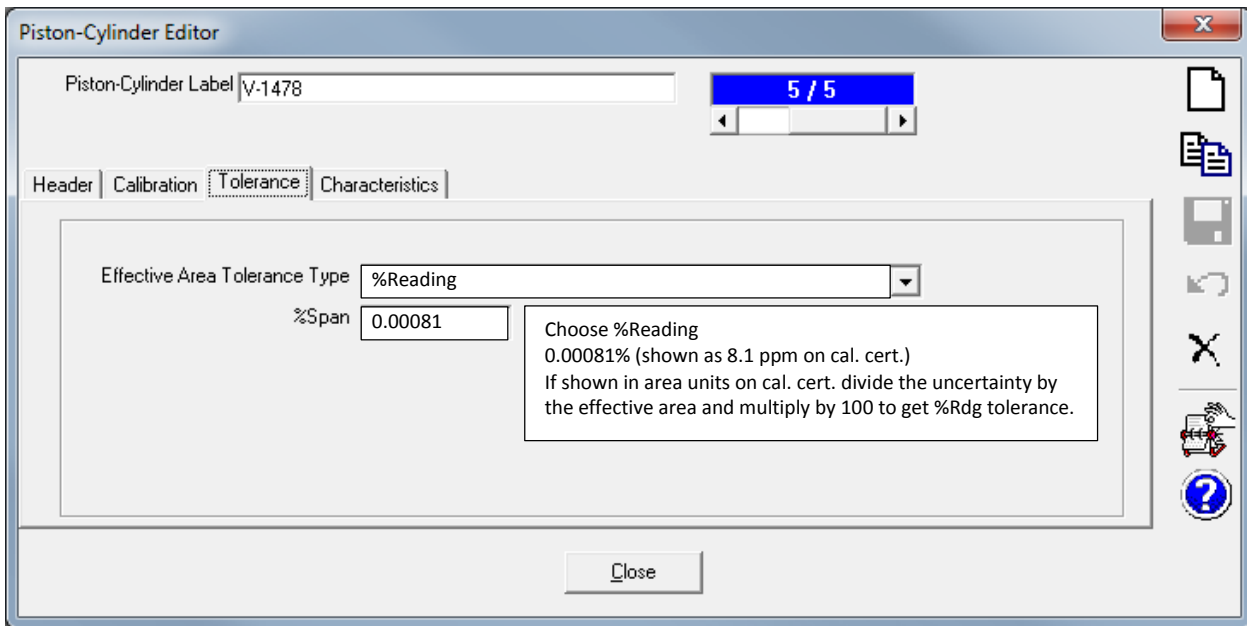 Piston-Cylinder Editor
X
Piston-Cylinder Label V-1478
5 / 5
Header Calibration Tolerance Characteristics
Effective Area Tolerance Type %Reading
%Span 0.00081
Choose %Reading
0.00081% (shown as 8.1 ppm on cal. cert.)
If shown in area units on cal. cert. divide the uncertainty by
the effective area and multiply by 100 to get %Rdg tolerance.
?
Close